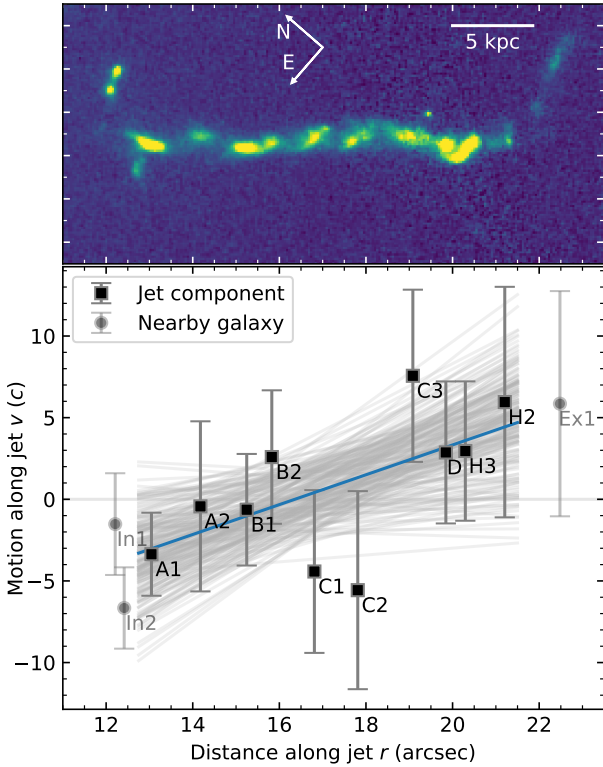 N
E
5 kpc
Jet component
Nearby galaxy
10
5
0
−5
−10
Motion along jet v (c)
In1
In2
A1
A2
B1
B2
C1
C2
C3
D
H3
H2
Ex1
12
14
16
18
20
22
Distance along jet r (arcsec)